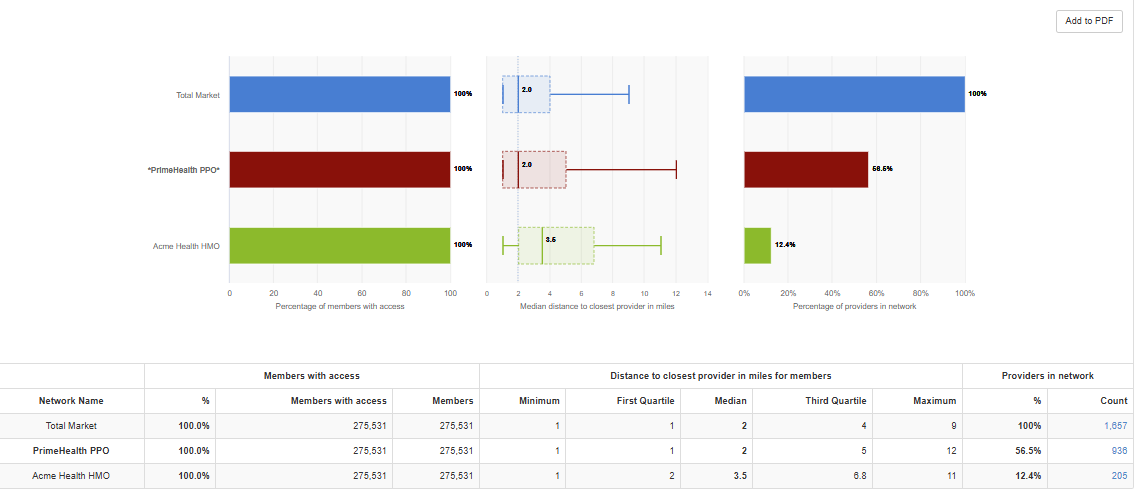 Add to PDF
Total Market
100%
2.0
100%
*PrimeHealth PPO*
100%
2.0
56.5%
Acme Health HMO
100%
3.5
12.4%
0 20 40 60 80 100
0 2 4 6 8 10 12 14
0% 20% 40% 60% 80% 100%
Percentage of members with access
Median distance to closest provider in miles
Percentage of providers in network
Members with access Distance to closest provider in miles for members Providers in network
Network Name % Members with access Members Minimum First Quartile Median Third Quartile Maximum % Count
Total Market 100.0% 275,531 275,531 1 1 2 4 9 100% 1,657
PrimeHealth PPO 100.0% 275,531 275,531 1 1 2 5 12 56.5% 936
Acme Health HMO 100.0% 275,531 275,531 1 2 3.5 6.8 11 12.4% 205